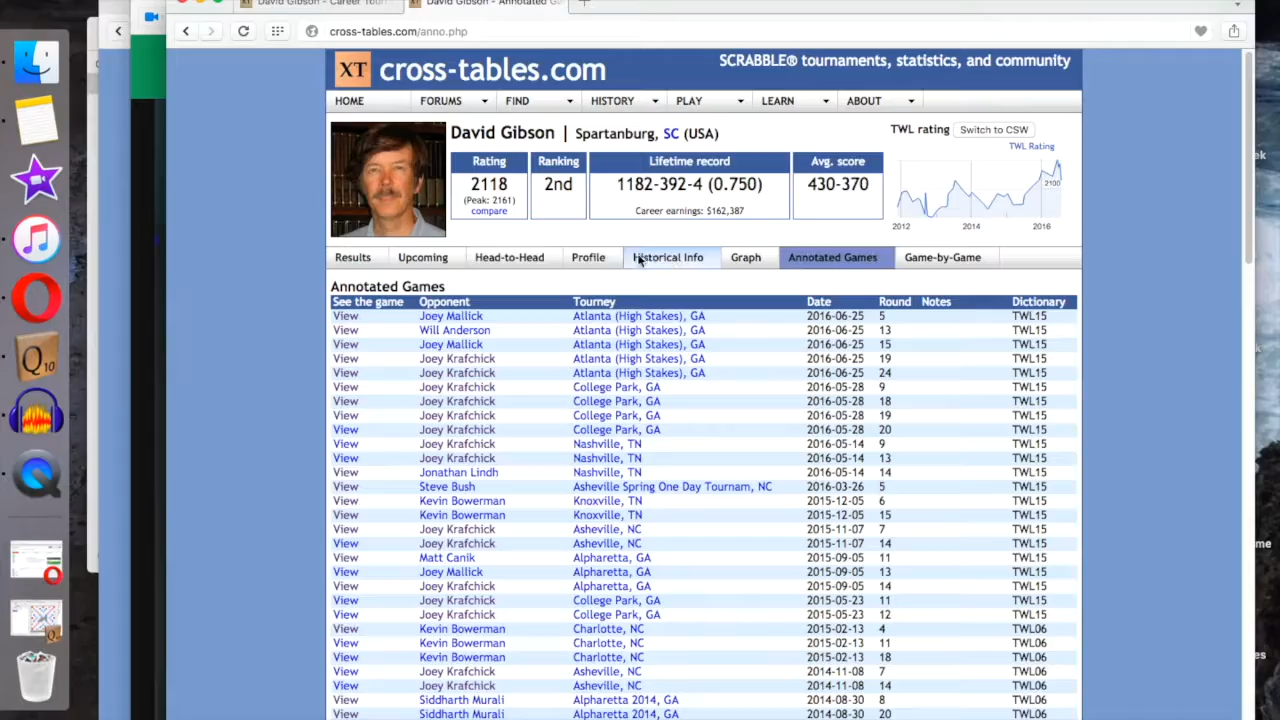 David Gibson - Career Tour
David Gibson - Annotated Ga
cross-tables.com/anno.php
XT cross-tables.com
SCRABBLE® tournaments, statistics, and community
HOME FORUMS FIND HISTORY PLAY LEARN ABOUT
David Gibson | Spartanburg, SC (USA)
TWL rating Switch to CSW
TWL Rating
Rating Ranking Lifetime record Avg. score
2118 2nd 1182-392-4 (0.750) 430-370
(Peak: 2161)
compare
Career earnings: $162,387
2100
2012 2014 2016
Results Upcoming Head-to-Head Profile Historical Info Graph Annotated Games Game-by-Game
Annotated Games
See the game Opponent Tourney Date Round Notes Dictionary
View Joey Mallick Atlanta (High Stakes), GA 2016-06-25 5 TWL15
View Will Anderson Atlanta (High Stakes), GA 2016-06-25 13 TWL15
View Joey Mallick Atlanta (High Stakes), GA 2016-06-25 15 TWL15
View Joey Krafchick Atlanta (High Stakes), GA 2016-06-25 19 TWL15
View Joey Krafchick Atlanta (High Stakes), GA 2016-06-25 24 TWL15
View Joey Krafchick College Park, GA 2016-05-28 9 TWL15
View Joey Krafchick College Park, GA 2016-05-28 18 TWL15
View Joey Krafchick College Park, GA 2016-05-28 19 TWL15
View Joey Krafchick College Park, GA 2016-05-28 20 TWL15
View Joey Krafchick Nashville, TN 2016-05-14 9 TWL15
View Joey Krafchick Nashville, TN 2016-05-14 13 TWL15
View Jonathan Lindh Nashville, TN 2016-05-14 14 TWL15
View Steve Bush Asheville Spring One Day Tournam, NC 2016-03-26 5 TWL15
View Kevin Bowerman Knoxville, TN 2015-12-05 6 TWL15
View Kevin Bowerman Knoxville, TN 2015-12-05 15 TWL15
View Joey Krafchick Asheville, NC 2015-11-07 7 TWL15
View Joey Krafchick Asheville, NC 2015-11-07 14 TWL15
View Matt Canik Alpharetta, GA 2015-09-05 11 TWL15
View Joey Mallick Alpharetta, GA 2015-09-05 13 TWL15
View Joey Krafchick Alpharetta, GA 2015-09-05 14 TWL15
View Joey Krafchick College Park, GA 2015-05-23 11 TWL15
View Joey Krafchick College Park, GA 2015-05-23 12 TWL15
View Kevin Bowerman Charlotte, NC 2015-02-13 4 TWL06
View Kevin Bowerman Charlotte, NC 2015-02-13 11 TWL06
View Kevin Bowerman Charlotte, NC 2015-02-13 18 TWL06
View Joey Krafchick Asheville, NC 2014-11-08 7 TWL06
View Joey Krafchick Asheville, NC 2014-11-08 14 TWL06
View Siddharth Murali Alpharetta 2014, GA 2014-08-30 8 TWL06
View Siddharth Murali Alpharetta 2014, GA 2014-08-30 20 TWL06